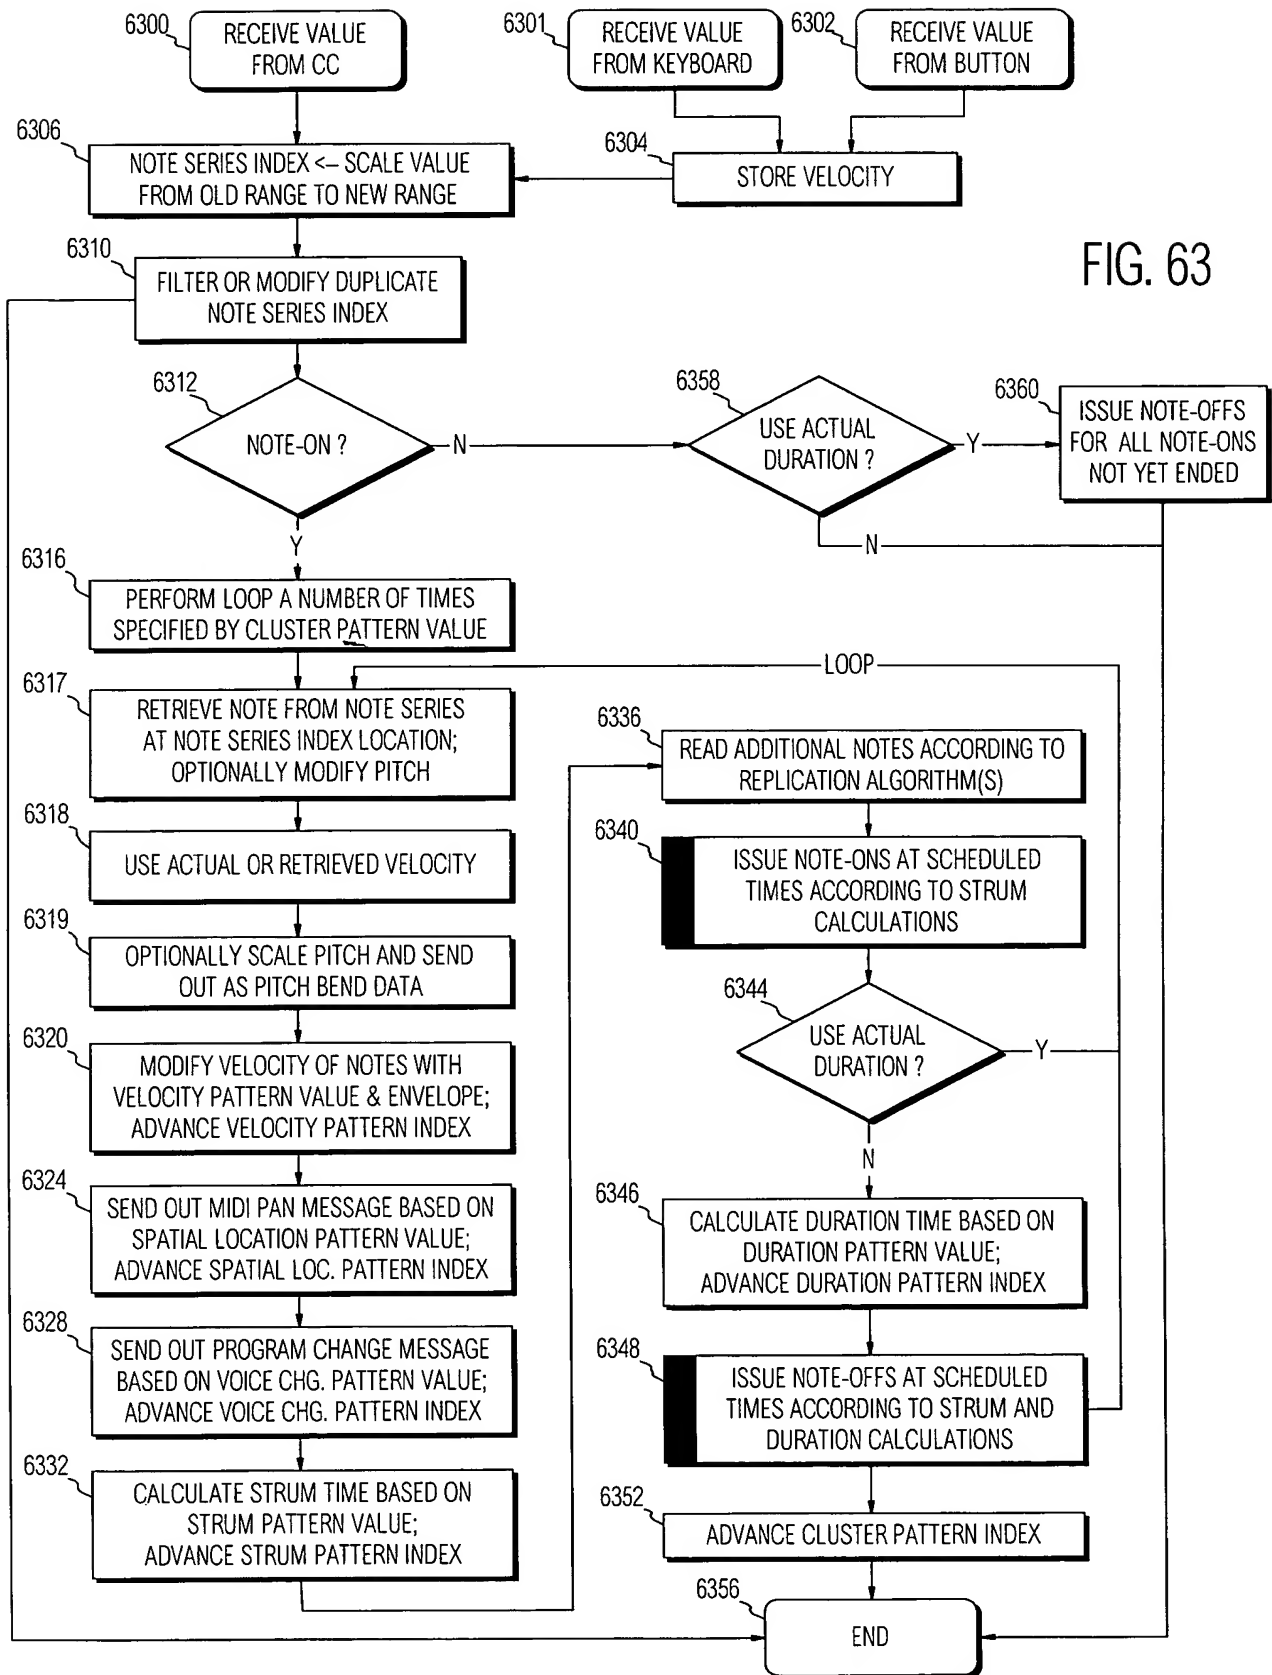 6300
RECEIVE VALUE
FROM CC
6301
RECEIVE VALUE
FROM KEYBOARD
6302
RECEIVE VALUE
FROM BUTTON
6306
NOTE SERIES INDEX <– SCALE VALUE
FROM OLD RANGE TO NEW RANGE
6304
STORE VELOCITY
FIG. 63
6310
FILTER OR MODIFY DUPLICATE
NOTE SERIES INDEX
6312
NOTE-ON ?
N
Y
6358
USE ACTUAL
DURATION ?
Y
N
6360
ISSUE NOTE-OFFS
FOR ALL NOTE-ONS
NOT YET ENDED
6316
PERFORM LOOP A NUMBER OF TIMES
SPECIFIED BY CLUSTER PATTERN VALUE
LOOP
6317
RETRIEVE NOTE FROM NOTE SERIES
AT NOTE SERIES INDEX LOCATION;
OPTIONALLY MODIFY PITCH
6318
USE ACTUAL OR RETRIEVED VELOCITY
6319
OPTIONALLY SCALE PITCH AND SEND
OUT AS PITCH BEND DATA
6320
MODIFY VELOCITY OF NOTES WITH
VELOCITY PATTERN VALUE & ENVELOPE;
ADVANCE VELOCITY PATTERN INDEX
6324
SEND OUT MIDI PAN MESSAGE BASED ON
SPATIAL LOCATION PATTERN VALUE;
ADVANCE SPATIAL LOC. PATTERN INDEX
6328
SEND OUT PROGRAM CHANGE MESSAGE
BASED ON VOICE CHG. PATTERN VALUE;
ADVANCE VOICE CHG. PATTERN INDEX
6332
CALCULATE STRUM TIME BASED ON
STRUM PATTERN VALUE;
ADVANCE STRUM PATTERN INDEX
6336
READ ADDITIONAL NOTES ACCORDING TO
REPLICATION ALGORITHM(S)
6340
ISSUE NOTE-ONS AT SCHEDULED
TIMES ACCORDING TO STRUM
CALCULATIONS
6344
USE ACTUAL
DURATION ?
Y
N
6346
CALCULATE DURATION TIME BASED ON
DURATION PATTERN VALUE;
ADVANCE DURATION PATTERN INDEX
6348
ISSUE NOTE-OFFS AT SCHEDULED
TIMES ACCORDING TO STRUM AND
DURATION CALCULATIONS
6352
ADVANCE CLUSTER PATTERN INDEX
6356
END